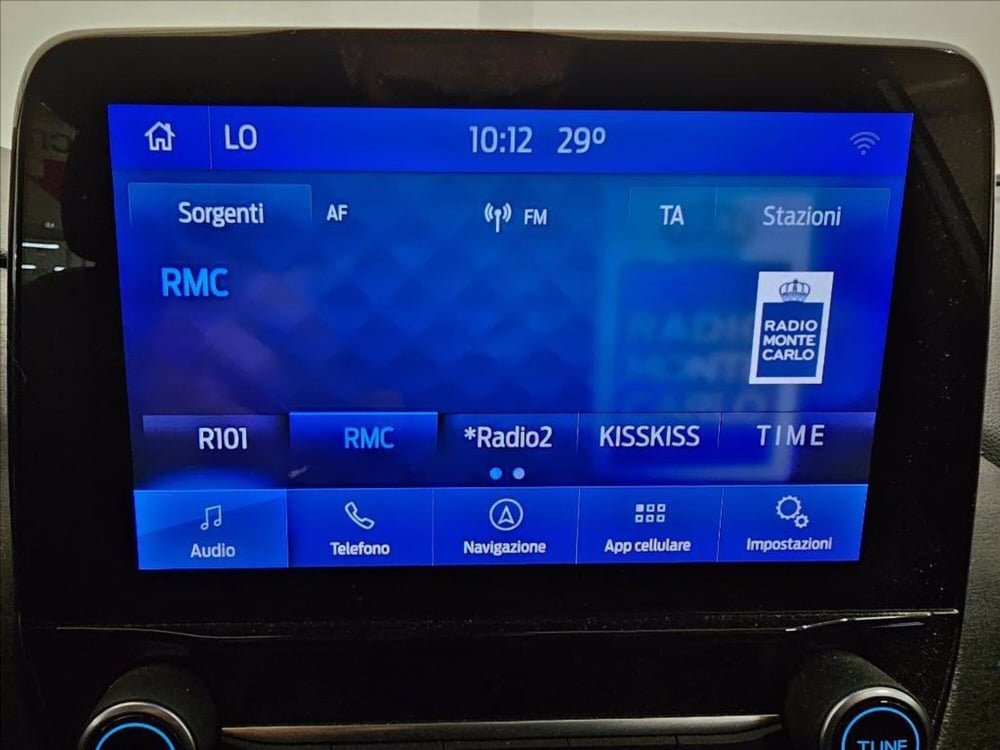 LO 10:12 29º
Sorgenti AF FM TA Stazioni
RMC
RADIO
MONTE
CARLO
R101 RMC *Radio2 KISSKISS TIME
Audio Telefono Navigazione App cellulare Impostazioni
TUNE